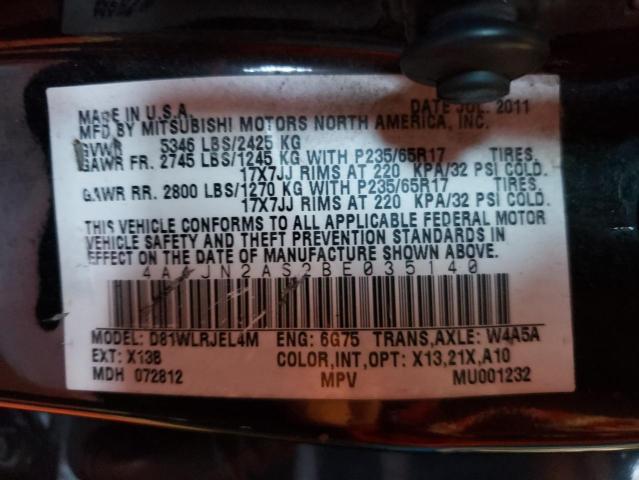 MADE IN U.S.A. DATE JUL. 2011
MFD BY MITSUBISHI MOTORS NORTH AMERICA, INC.
GVWR 5346 LBS/2425 KG
GAWR FR. 2745 LBS/1245 KG WITH P235/65R17 TIRES,
17X7JJ RIMS AT 220 KPA/32 PSI COLD.
GAWR RR. 2800 LBS/1270 KG WITH P235/65R17 TIRES,
17X7JJ RIMS AT 220 KPA/32 PSI COLD.
THIS VEHICLE CONFORMS TO ALL APPLICABLE FEDERAL MOTOR
VEHICLE SAFETY AND THEFT PREVENTION STANDARDS IN
EFFECT ON THE DATE OF MANUFACTURE SHOWN ABOVE.
4A4JN2AS2BE035140
MODEL: D81WLRJEL4M ENG: 6G75 TRANS,AXLE: W4A5A
EXT: X13B COLOR,INT,OPT: X13,21X,A10
MDH 072812 MPV MU001232